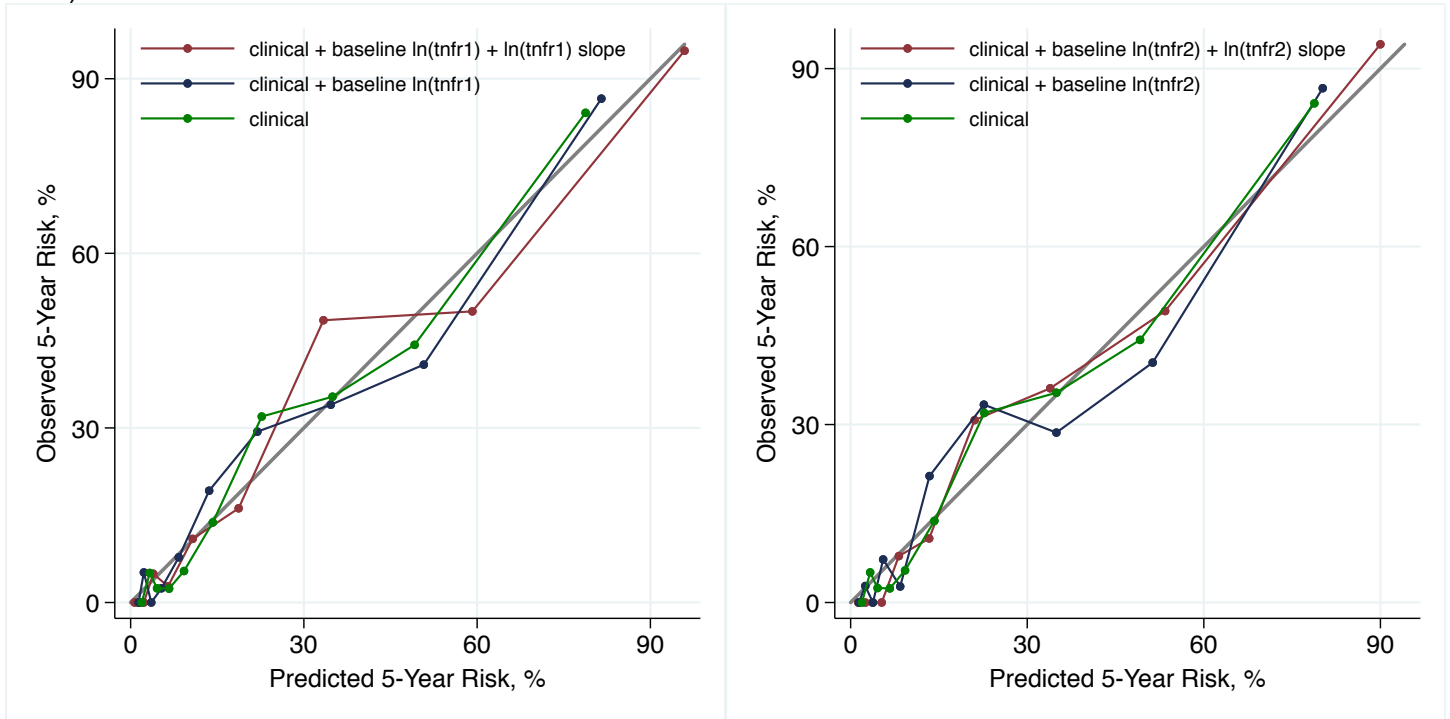 clinical + baseline ln(tnfr1) + ln(tnfr1) slope
clinical + baseline ln(tnfr1)
clinical
90
60
30
0
Observed 5-Year Risk, %
0 30 60 90
Predicted 5-Year Risk, %
clinical + baseline ln(tnfr2) + ln(tnfr2) slope
clinical + baseline ln(tnfr2)
clinical
90
60
30
0
Observed 5-Year Risk, %
0 30 60 90
Predicted 5-Year Risk, %